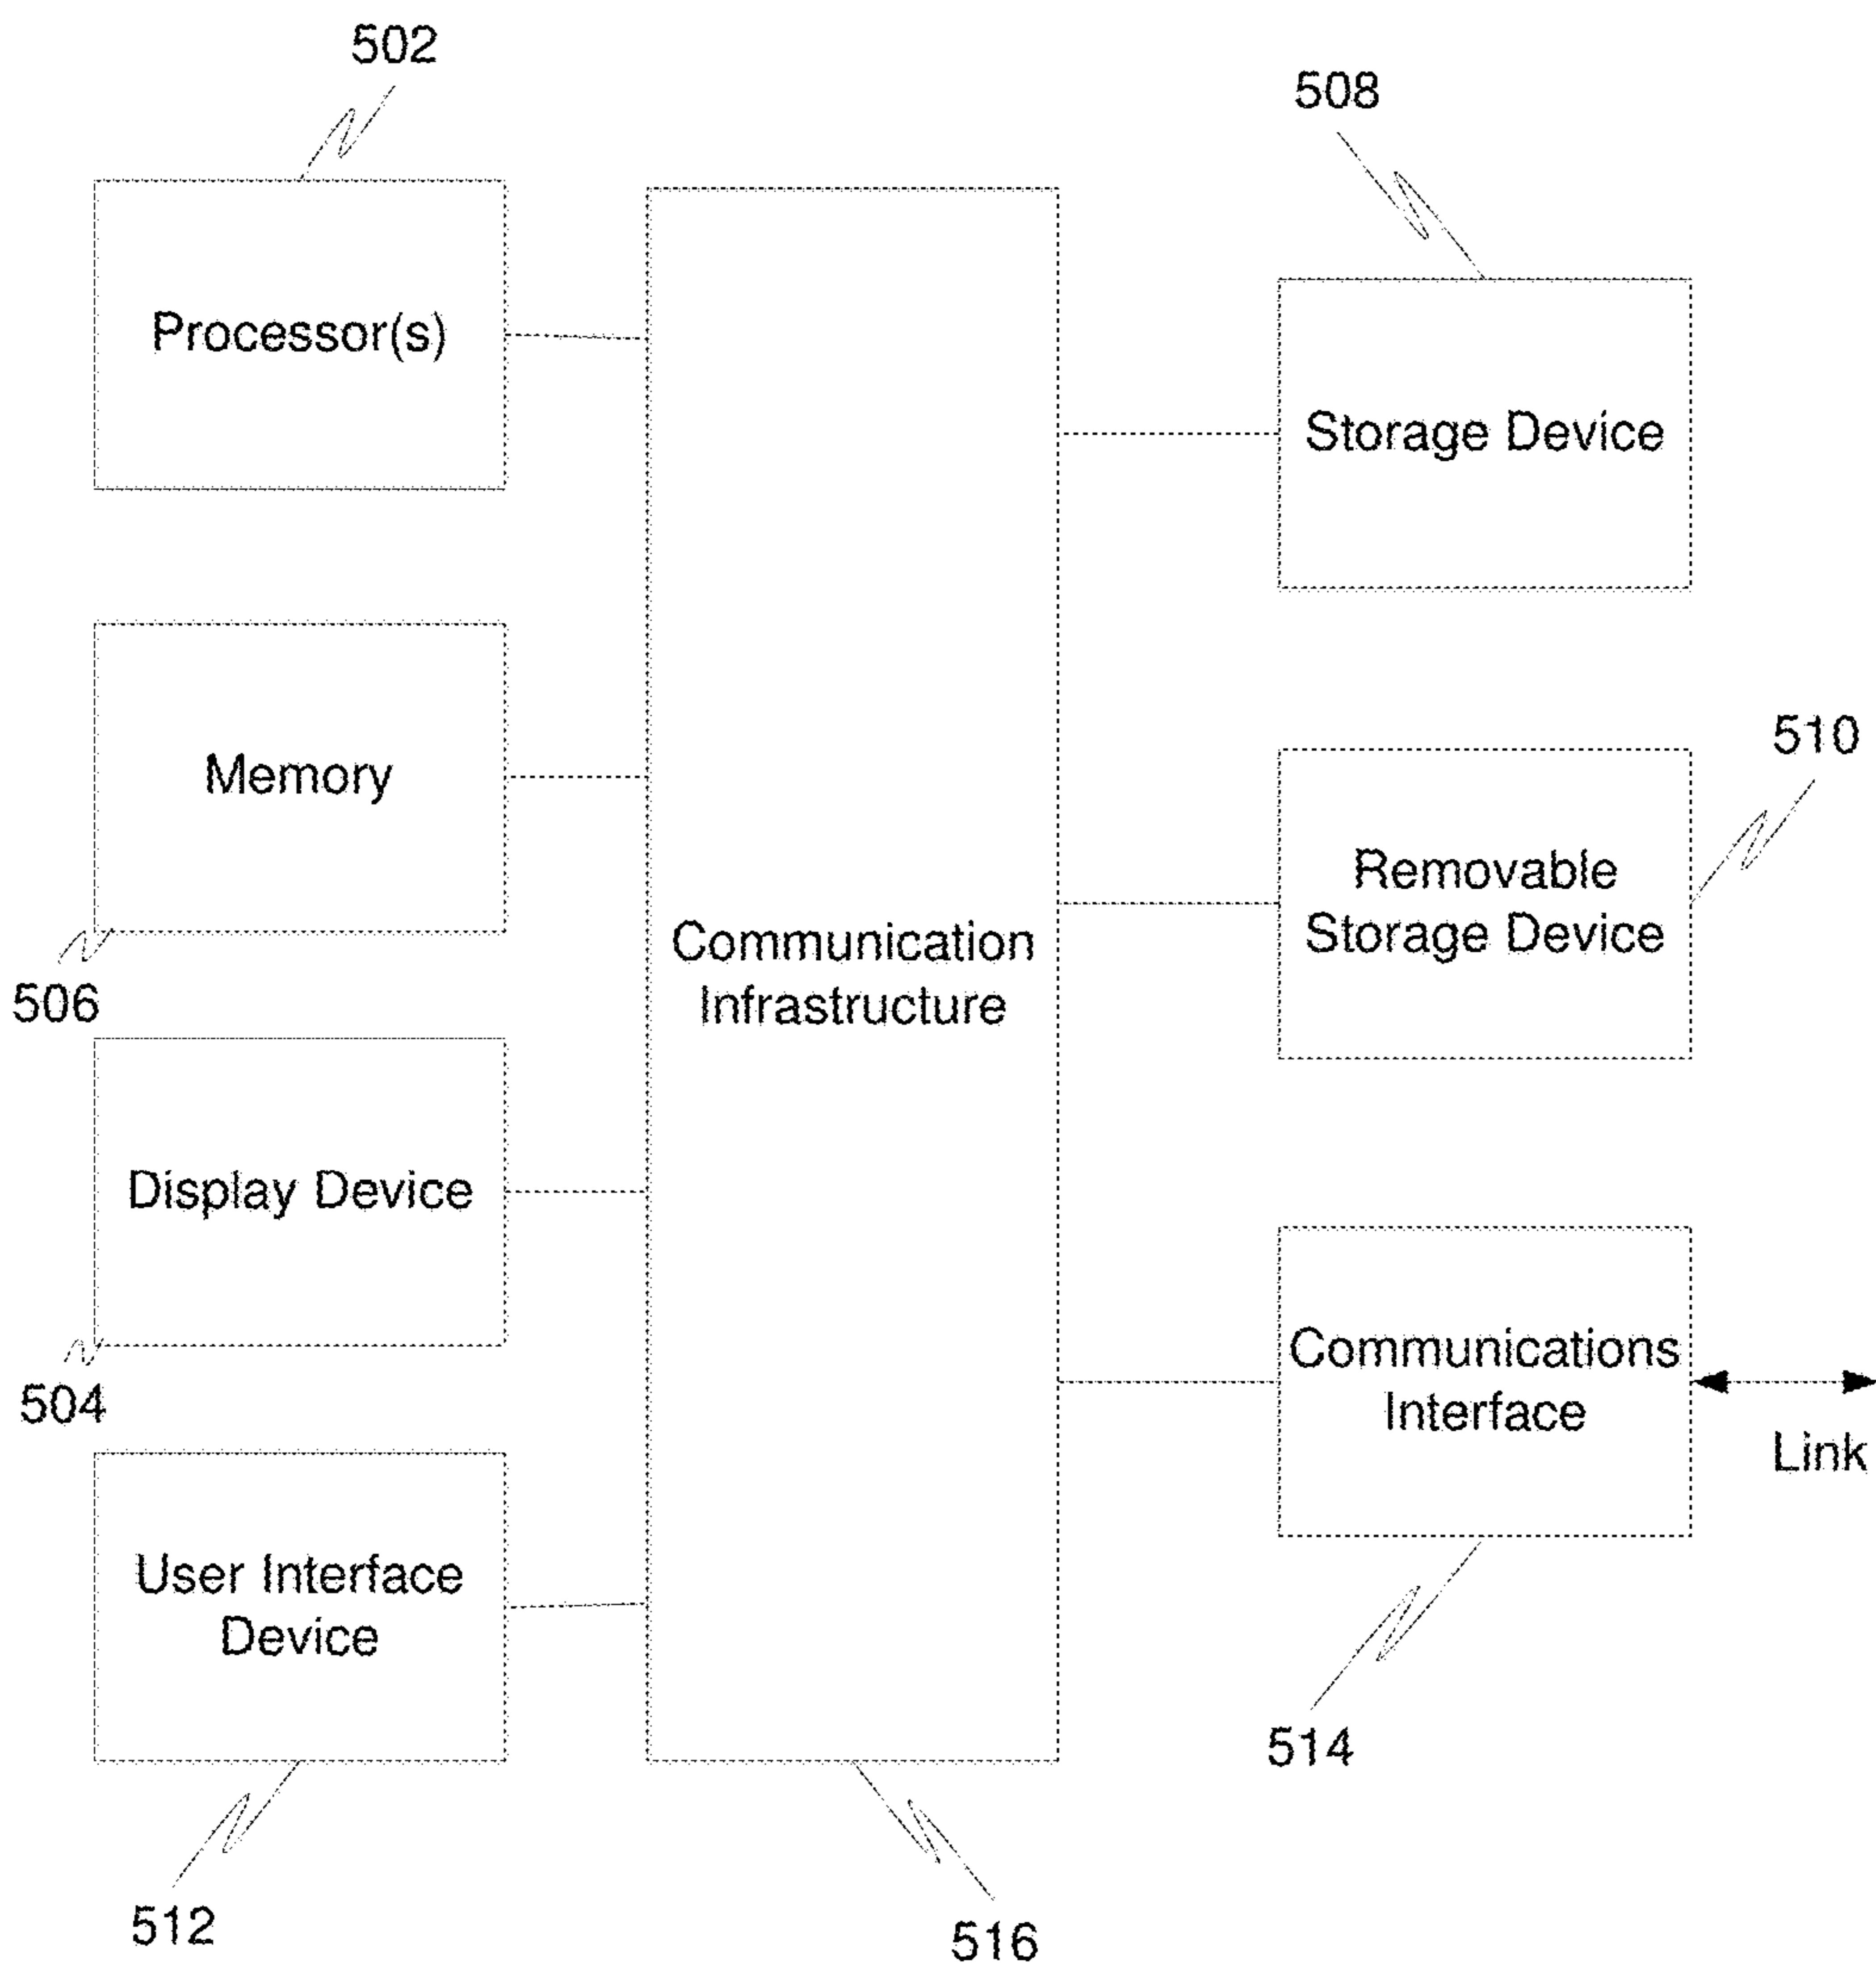 502
508
Processor(s)
Storage Device
510
Memory
Removable
Storage Device
506
Communication
Infrastructure
Display Device
504
Communications
Interface
Link
User Interface
Device
514
512
516